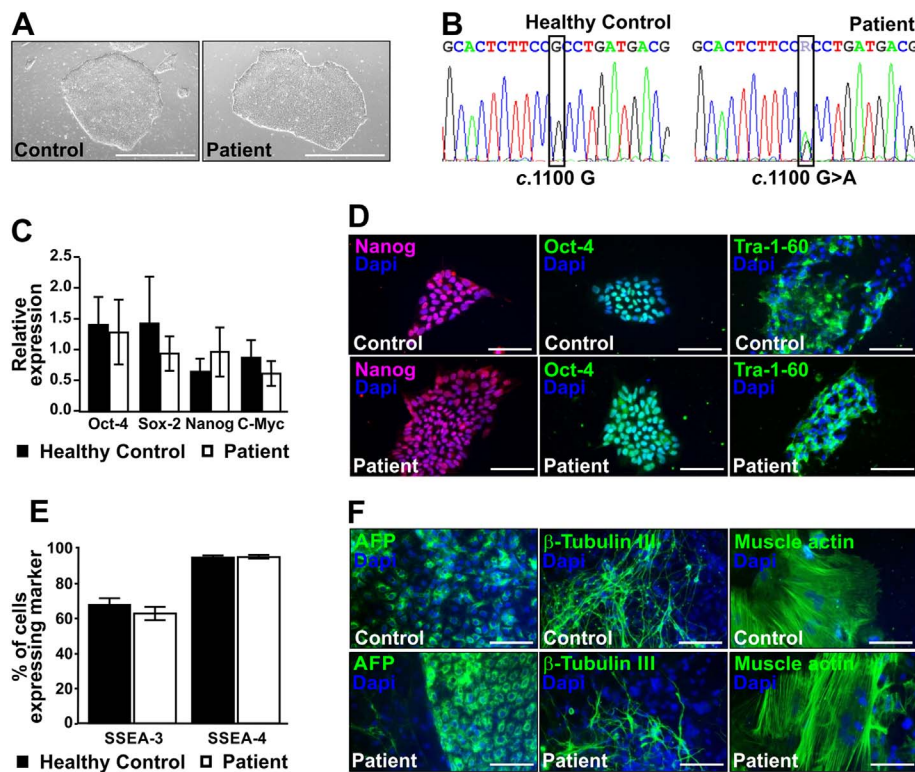 A
Control
Patient
B
Healthy Control
Patient
GCACTCTTCCGCCTGATGACG
GCACTCTTCCRCCTGATGACG
c.1100 G
c.1100 G>A
C
Relative
expression
2.5
2.0
1.5
1.0
0.5
0.0
Oct-4 Sox-2 Nanog C-Myc
Healthy Control Patient
D
Nanog
Dapi
Control
Oct-4
Dapi
Control
Tra-1-60
Dapi
Control
Nanog
Dapi
Patient
Oct-4
Dapi
Patient
Tra-1-60
Dapi
Patient
E
% of cells
expressing marker
100
80
60
40
20
0
SSEA-3 SSEA-4
Healthy Control Patient
F
AFP
Dapi
Control
β-Tubulin III
Dapi
Control
Muscle actin
Dapi
Control
AFP
Dapi
Patient
β-Tubulin III
Dapi
Patient
Muscle actin
Dapi
Patient